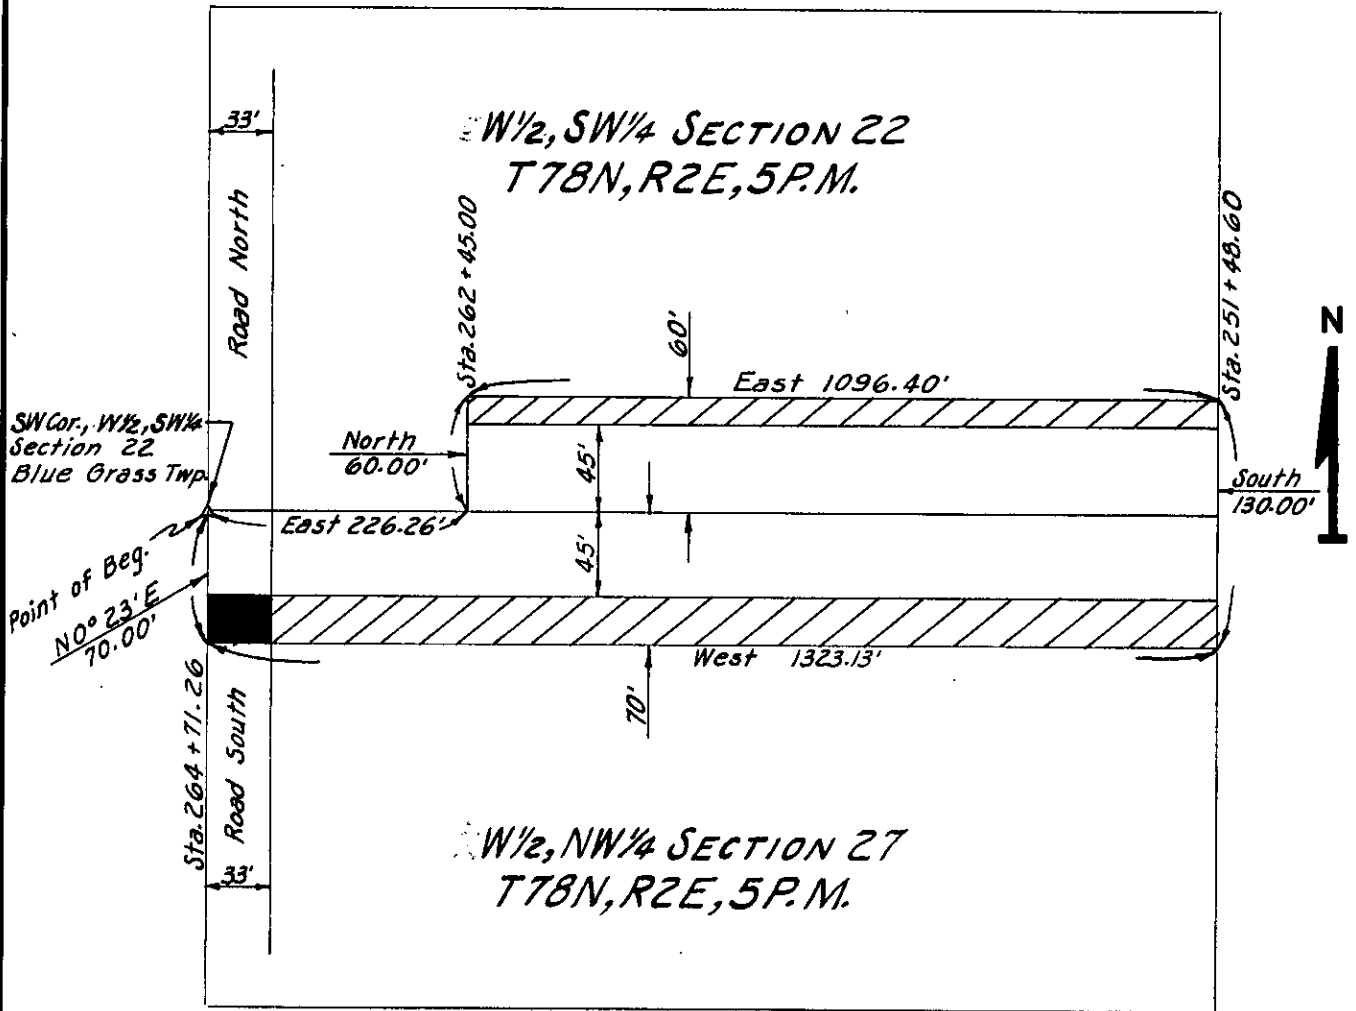 33'
W½, SW¼ SECTION 22
T78N, R2E, 5P.M.
Road North
Sta. 262 + 45.00
Sta. 251 + 48.60
N
60'
East 1096.40'
SW Cor., W½, SW¼
Section 22
Blue Grass Twp.
North
60.00'
45'
South
130.00'
East 226.26'
45'
Point of Beg.
N0° 23' E
70.00'
West 1323.13'
70'
Sta. 264 + 71.26
Road South
33'
W½, NW¼ SECTION 27
T78N, R2E, 5P.M.